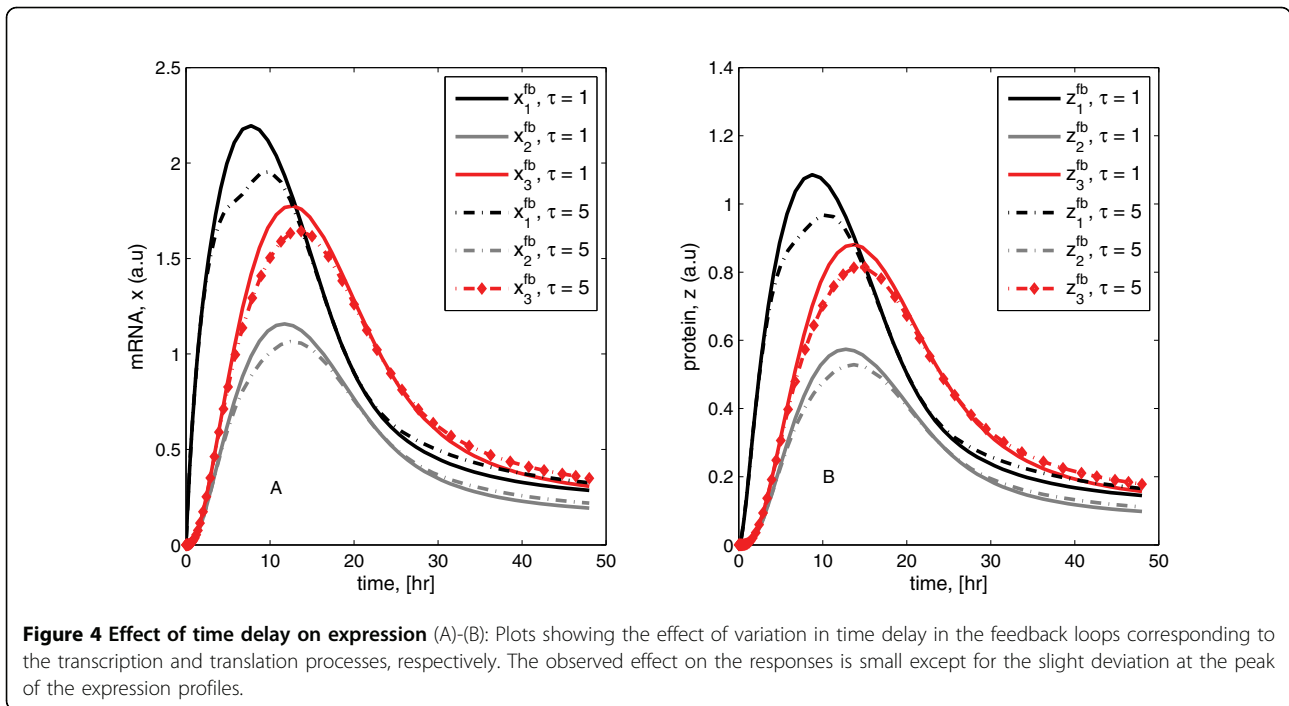 2.5
2
1.5
1
0.5
0
mRNA, x (a.u)
0 10 20 30 40 50
time, [hr]
A
x₁ᶠᵇ, τ = 1
x₂ᶠᵇ, τ = 1
x₃ᶠᵇ, τ = 1
x₁ᶠᵇ, τ = 5
x₂ᶠᵇ, τ = 5
x₃ᶠᵇ, τ = 5
1.4
1.2
1
0.8
0.6
0.4
0.2
0
protein, z (a.u)
0 10 20 30 40 50
time, [hr]
B
z₁ᶠᵇ, τ = 1
z₂ᶠᵇ, τ = 1
z₃ᶠᵇ, τ = 1
z₁ᶠᵇ, τ = 5
z₂ᶠᵇ, τ = 5
z₃ᶠᵇ, τ = 5
Figure 4 Effect of time delay on expression (A)-(B): Plots showing the effect of variation in time delay in the feedback loops corresponding to
the transcription and translation processes, respectively. The observed effect on the responses is small except for the slight deviation at the peak
of the expression profiles.